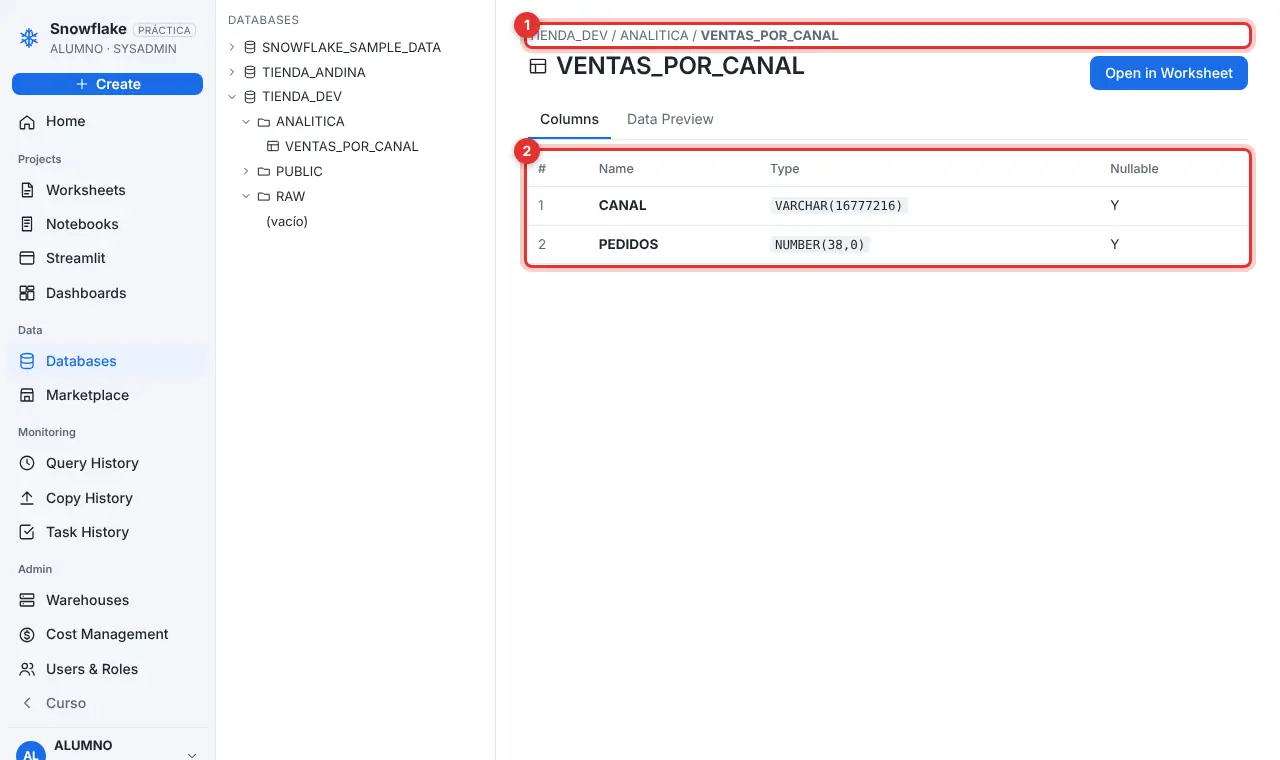 Snowflake PRÁCTICA
ALUMNO · SYSADMIN
+ Create
Home
Projects
Worksheets
Notebooks
Streamlit
Dashboards
Data
Databases
Marketplace
Monitoring
Query History
Copy History
Task History
Admin
Warehouses
Cost Management
Users & Roles
Curso
AL ALUMNO
DATABASES
SNOWFLAKE_SAMPLE_DATA
TIENDA_ANDINA
TIENDA_DEV
ANALITICA
VENTAS_POR_CANAL
PUBLIC
RAW
(vacío)
1
TIENDA_DEV / ANALITICA / VENTAS_POR_CANAL
VENTAS_POR_CANAL
Open in Worksheet
Columns Data Preview
2
# Name Type Nullable
1 CANAL VARCHAR(16777216) Y
2 PEDIDOS NUMBER(38,0) Y